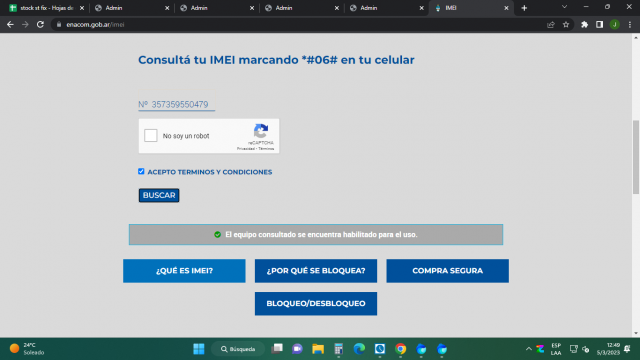 stock st fix - Hojas de
Admin
Admin
Admin
Admin
IMEI
enacom.gob.ar/imei
J
Consultá tu IMEI marcando *#06# en tu celular
Nº 357359550479
No soy un robot
reCAPTCHA
Privacidad - Términos
ACEPTO TERMINOS Y CONDICIONES
BUSCAR
El equipo consultado se encuentra habilitado para el uso.
¿QUÉ ES IMEI?
¿POR QUÉ SE BLOQUEA?
COMPRA SEGURA
BLOQUEO/DESBLOQUEO
24°C
Soleado
Búsqueda
ESP
LAA
12:49
5/3/2023